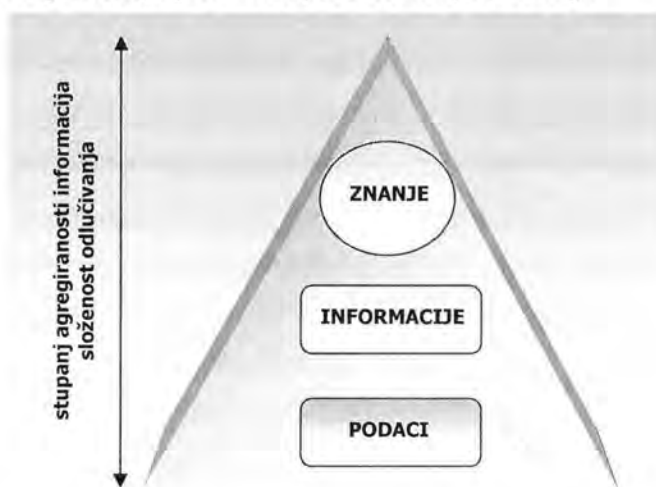 stupanj agregiranosti informacija
složenost odlučivanja
ZNANJE
INFORMACIJE
PODACI